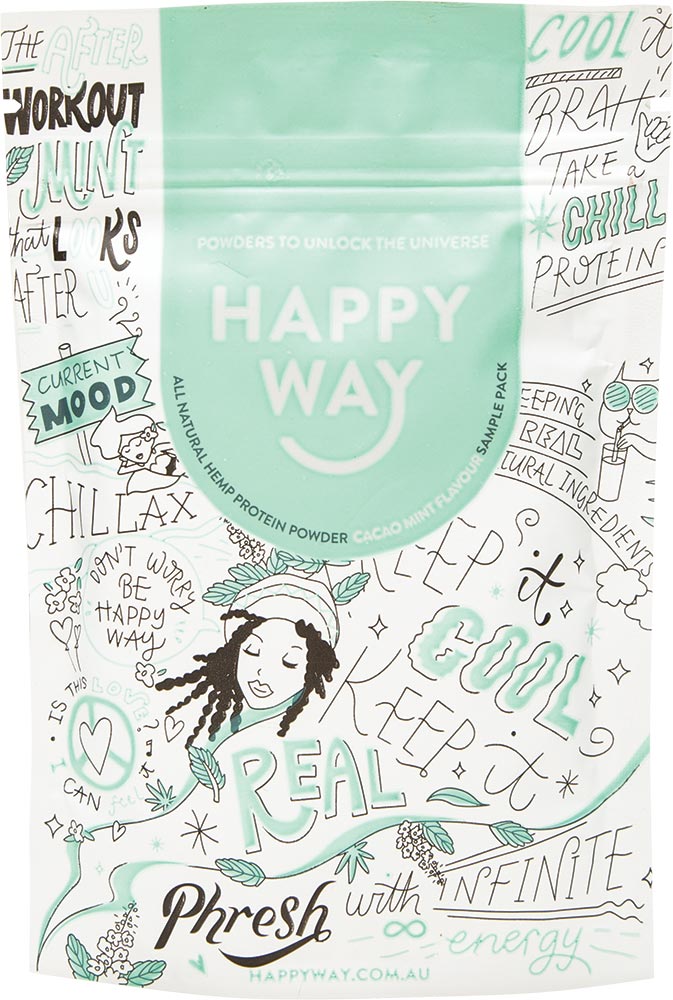 THE AFTER
WORKOUT
MINT
that LOOKS
AFTER U
COOL it
BRAH
TAKE a
CHILL
PROTEIN
POWDERS TO UNLOCK THE UNIVERSE
HAPPY
WAY
ALL NATURAL HEMP PROTEIN POWDER CACAO MINT FLAVOUR SAMPLE PACK
CURRENT
MOOD
CHILLAX
EEPING
REAL
TURAL INGREDIENTS
DON'T WORRY
BE
HAPPY
WAY
KEEP it
COOL
KEEP it
REAL
IS THIS LOVE?
I CAN feel
Phresh with INFINITE
energy
HAPPYWAY.COM.AU